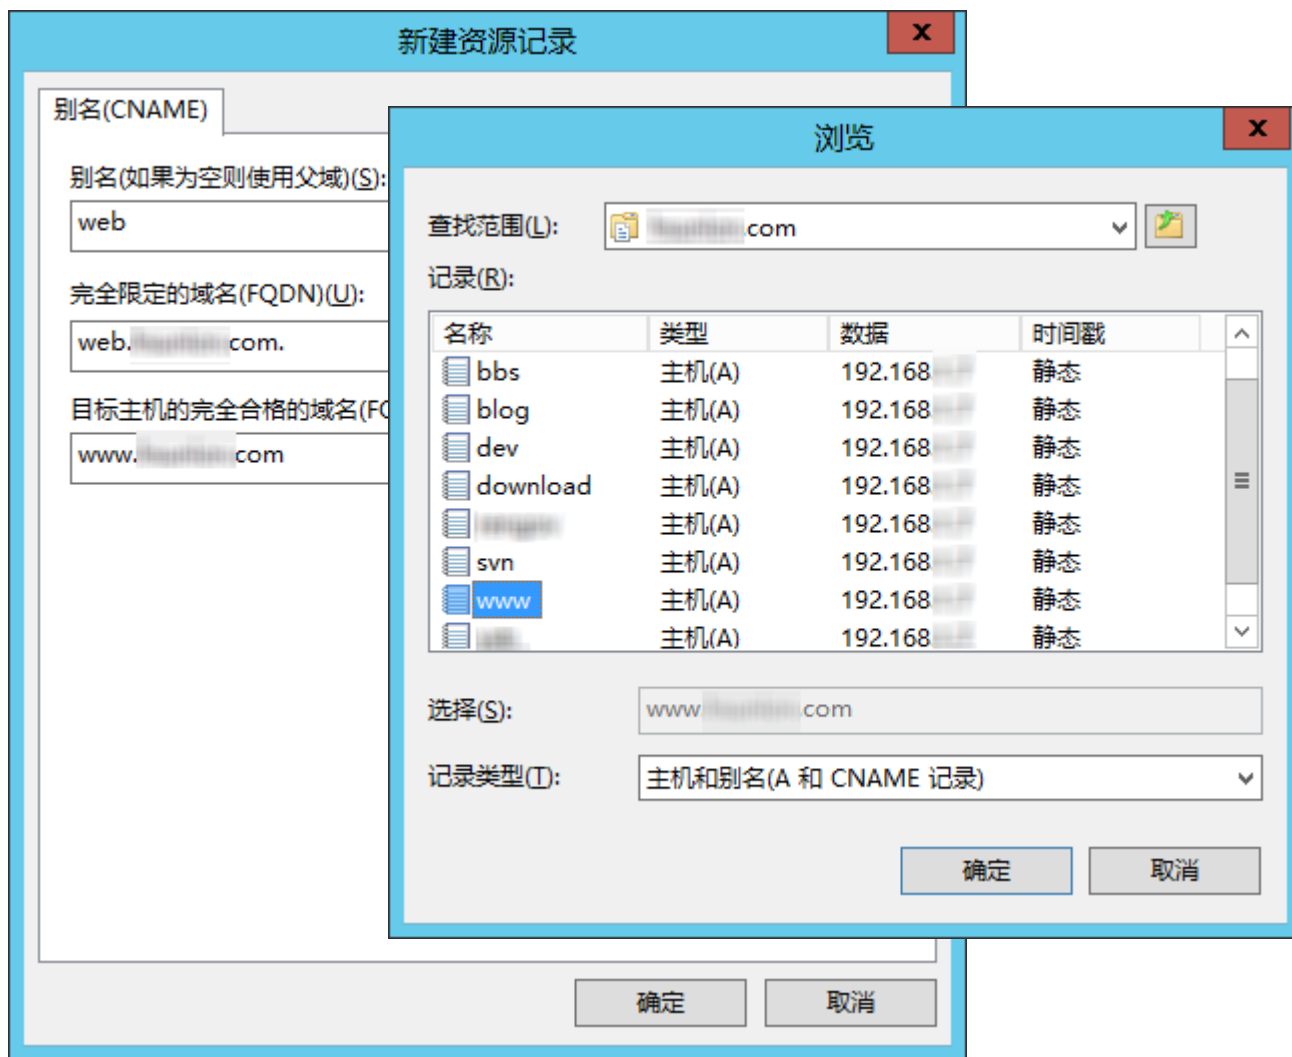 新建资源记录
别名(CNAME)
别名(如果为空则使用父域)(S):
web
完全限定的域名(FQDN)(U):
web. com.
目标主机的完全合格的域名(FQ
www. com
确定 取消
浏览
查找范围(L): .com
记录(R):
名称 类型 数据 时间戳
bbs 主机(A) 192.168 静态
blog 主机(A) 192.168 静态
dev 主机(A) 192.168 静态
download 主机(A) 192.168 静态
主机(A) 192.168 静态
svn 主机(A) 192.168 静态
www 主机(A) 192.168 静态
主机(A) 192.168 静态
选择(S): www. .com
记录类型(T): 主机和别名(A 和 CNAME 记录)
确定 取消